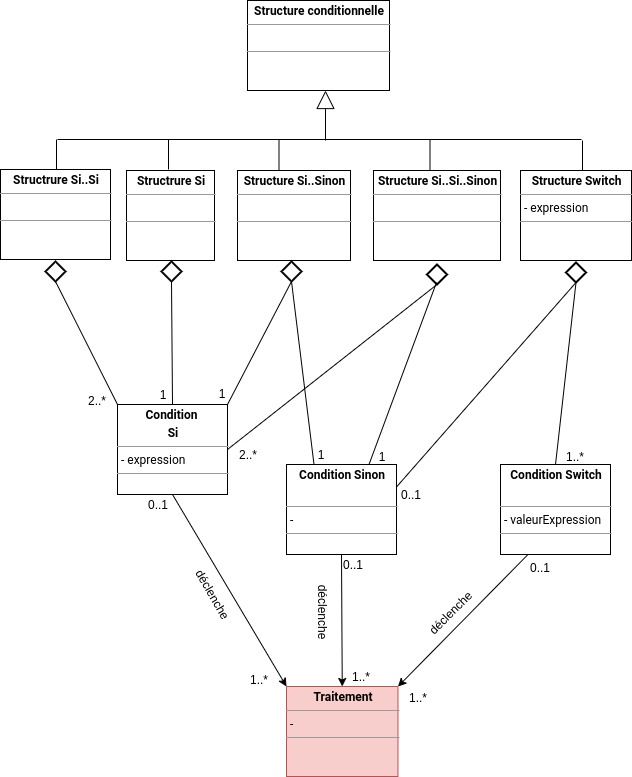 Structure conditionnelle
Strucrure Si..Si
Strucrure Si
Structure Si..Sinon
Structure Si..Si..Sinon
Structure Switch
- expression
2..*
1
1
Condition
Si
- expression
2..*
1
1
0..1
1..*
Condition Sinon
-
Condition Switch
- valeurExpression
0..1
0..1
0..1
déclenche
déclenche
déclenche
1..*
1..*
1..*
Traitement
-